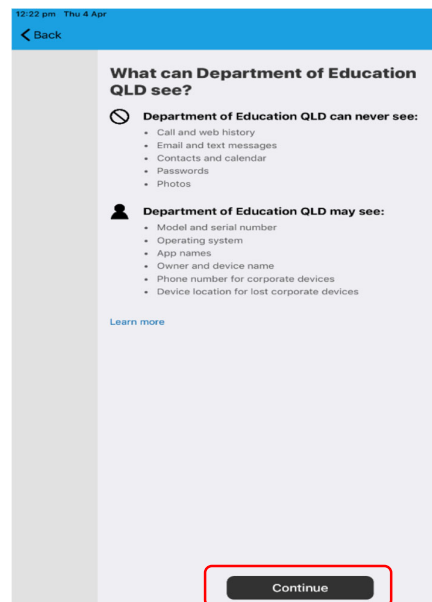 12:22 pm Thu 4 Apr
Back
What can Department of Education
QLD see?
Department of Education QLD can never see:
• Call and web history
• Email and text messages
• Contacts and calendar
• Passwords
• Photos
Department of Education QLD may see:
• Model and serial number
• Operating system
• App names
• Owner and device name
• Phone number for corporate devices
• Device location for lost corporate devices
Learn more
Continue